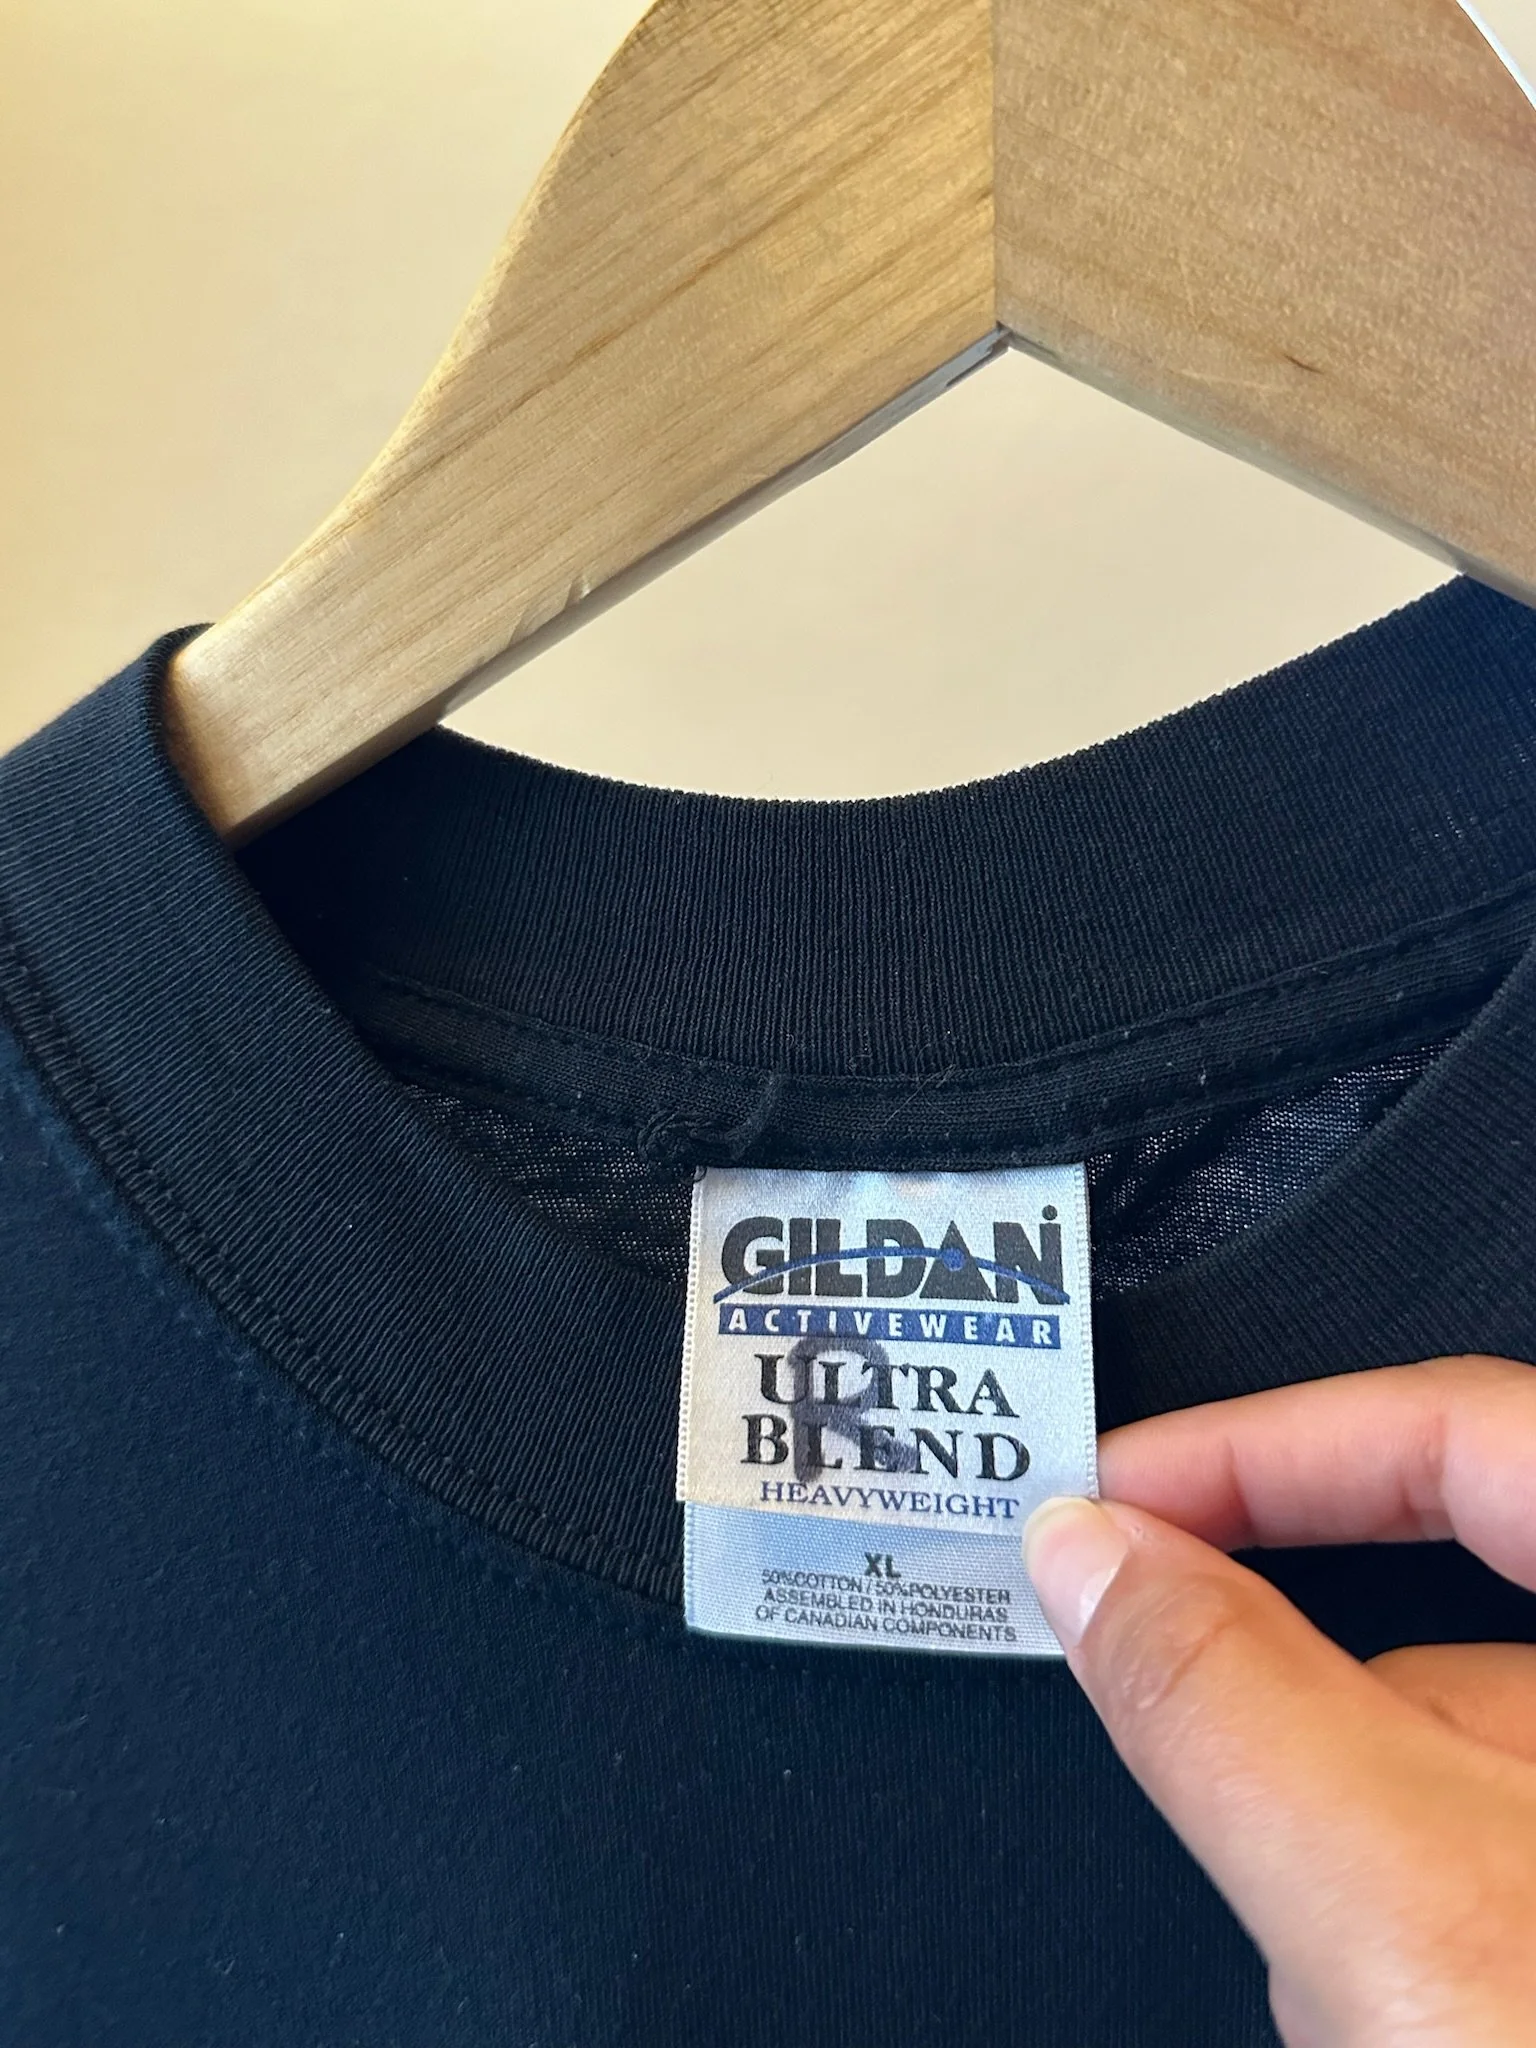 GILDAN
ACTIVEWEAR
ULTRA
BLEND
HEAVYWEIGHT
XL
50%COTTON/50%POLYESTER
ASSEMBLED IN HONDURAS
OF CANADIAN COMPONENTS
R